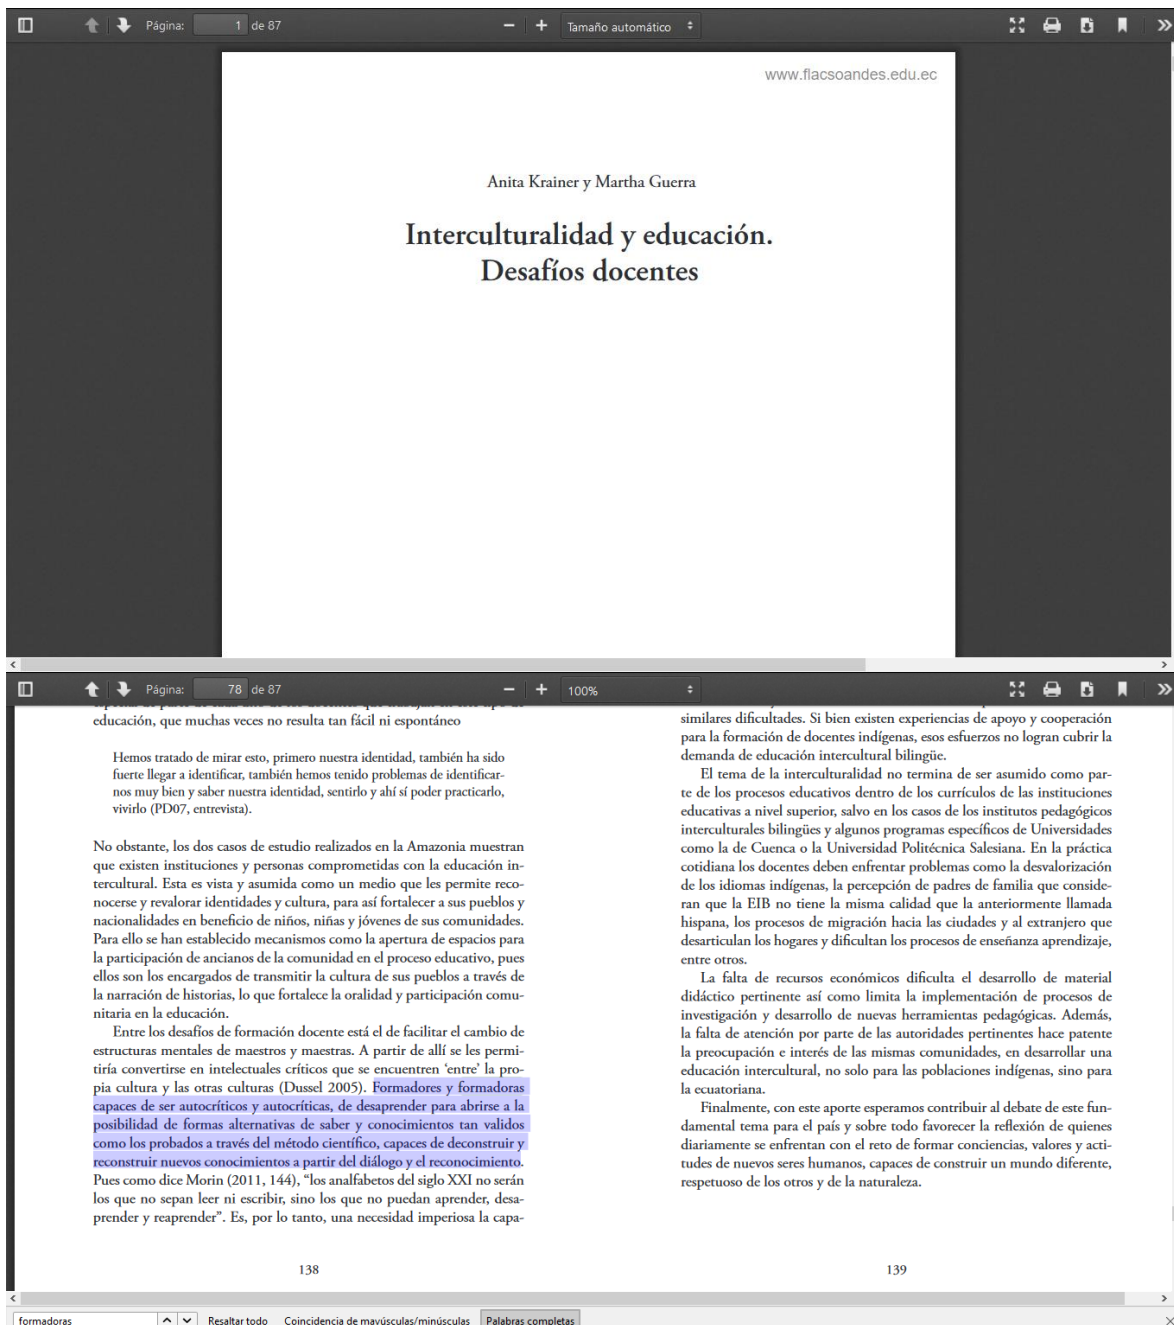 Página: 1 de 87
Tamaño automático
www.flacsoandes.edu.ec
Anita Krainer y Martha Guerra
Interculturalidad y educación.
Desafíos docentes
Página: 78 de 87
100%
educación, que muchas veces no resulta tan fácil ni espontáneo
Hemos tratado de mirar esto, primero nuestra identidad, también ha sido
fuerte llegar a identificar, también hemos tenido problemas de identificar-
nos muy bien y saber nuestra identidad, sentirlo y ahí sí poder practicarlo,
vivirlo (PD07, entrevista).
No obstante, los dos casos de estudio realizados en la Amazonia muestran
que existen instituciones y personas comprometidas con la educación in-
tercultural. Esta es vista y asumida como un medio que les permite reco-
nocerse y revalorar identidades y cultura, para así fortalecer a sus pueblos y
nacionalidades en beneficio de niños, niñas y jóvenes de sus comunidades.
Para ello se han establecido mecanismos como la apertura de espacios para
la participación de ancianos de la comunidad en el proceso educativo, pues
ellos son los encargados de transmitir la cultura de sus pueblos a través de
la narración de historias, lo que fortalece la oralidad y participación comu-
nitaria en la educación.
Entre los desafíos de formación docente está el de facilitar el cambio de
estructuras mentales de maestros y maestras. A partir de allí se les permi-
tiría convertirse en intelectuales críticos que se encuentren ‘entre’ la pro-
pia cultura y las otras culturas (Dussel 2005). Formadores y formadoras
capaces de ser autocríticos y autocríticas, de desaprender para abrirse a la
posibilidad de formas alternativas de saber y conocimientos tan validos
como los probados a través del método científico, capaces de deconstruir y
reconstruir nuevos conocimientos a partir del diálogo y el reconocimiento.
Pues como dice Morin (2011, 144), “los analfabetos del siglo XXI no serán
los que no sepan leer ni escribir, sino los que no puedan aprender, desa-
prender y reaprender”. Es, por lo tanto, una necesidad imperiosa la capa-
138
similares dificultades. Si bien existen experiencias de apoyo y cooperación
para la formación de docentes indígenas, esos esfuerzos no logran cubrir la
demanda de educación intercultural bilingüe.
El tema de la interculturalidad no termina de ser asumido como par-
te de los procesos educativos dentro de los currículos de las instituciones
educativas a nivel superior, salvo en los casos de los institutos pedagógicos
interculturales bilingües y algunos programas específicos de Universidades
como la de Cuenca o la Universidad Politécnica Salesiana. En la práctica
cotidiana los docentes deben enfrentar problemas como la desvalorización
de los idiomas indígenas, la percepción de padres de familia que conside-
ran que la EIB no tiene la misma calidad que la anteriormente llamada
hispana, los procesos de migración hacia las ciudades y al extranjero que
desarticulan los hogares y dificultan los procesos de enseñanza aprendizaje,
entre otros.
La falta de recursos económicos dificulta el desarrollo de material
didáctico pertinente así como limita la implementación de procesos de
investigación y desarrollo de nuevas herramientas pedagógicas. Además,
la falta de atención por parte de las autoridades pertinentes hace patente
la preocupación e interés de las mismas comunidades, en desarrollar una
educación intercultural, no solo para las poblaciones indígenas, sino para
la ecuatoriana.
Finalmente, con este aporte esperamos contribuir al debate de este fun-
damental tema para el país y sobre todo favorecer la reflexión de quienes
diariamente se enfrentan con el reto de formar conciencias, valores y acti-
tudes de nuevos seres humanos, capaces de construir un mundo diferente,
respetuoso de los otros y de la naturaleza.
139
formadoras Resaltar todo Coincidencia de mayúsculas/minúsculas Palabras completas